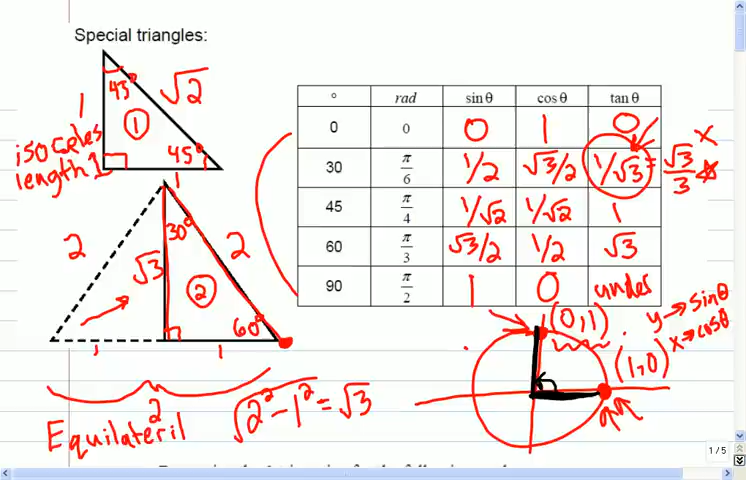 Special triangles:
1
45°
√2
①
45°
isoceles
length 1
1
2
30°
2
√3
②
60°
1
1
2
Equilateril
√2² - 1² = √3
° rad sinθ cosθ tanθ
0 0 0 1 0
30 π/6 1/2 √3/2 1/√3 = √3/3 x
45 π/4 1/√2 1/√2 1
60 π/3 √3/2 1/2 √3
90 π/2 1 0 undes
(0,1)
y→sinθ
x→cosθ
(1,0)
1/5